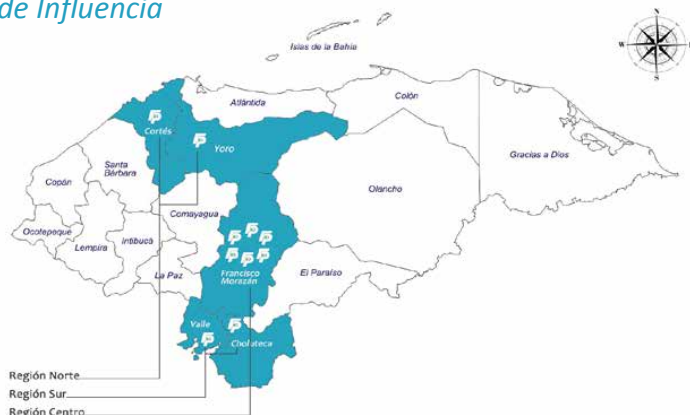 de Influencia
N
W
S
Islas de la Bahía
Atlántida
Colón
Cortés
Yoro
Gracias a Dios
Santa
Bárbara
Copán
Olancho
Comayagua
Ocotepeque
Intibucá
Lempira
La Paz
Francisco
Morazán
El Paraíso
Valle
Choluteca
Región Norte
Región Sur
Región Centro